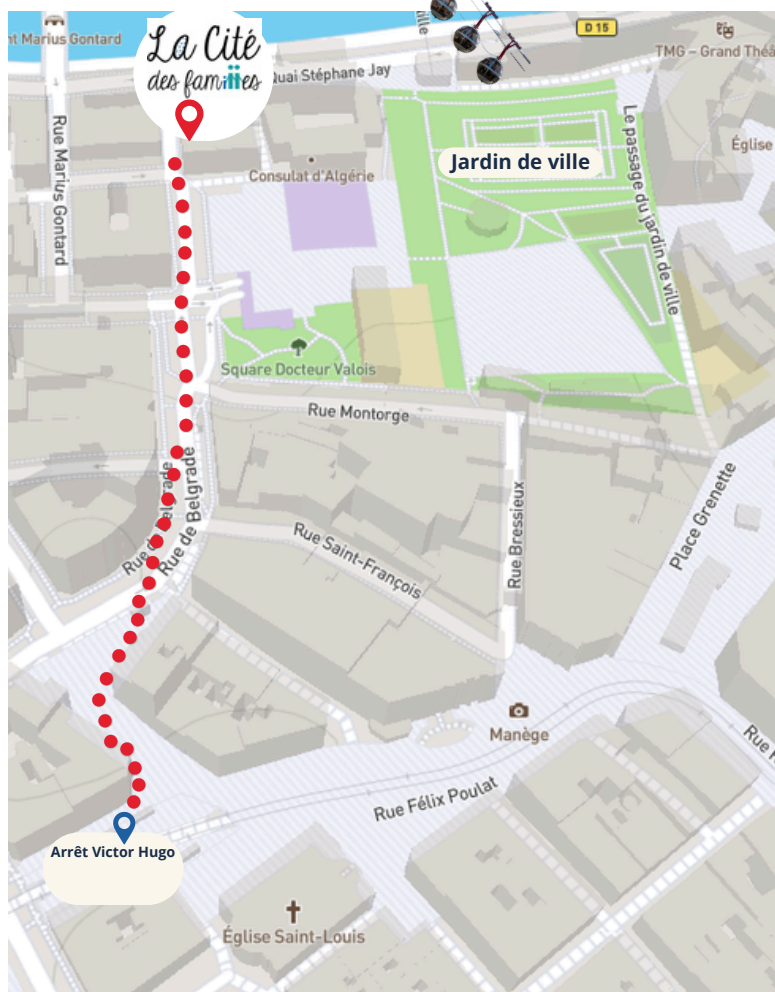 nt Marius Gontard
La Cité
des familles
Quai Stéphane Jay
ville
D 15
TMG – Grand Théâ
Église
Rue Marius Gontard
Consulat d'Algérie
Jardin de ville
Le passage du jardin de ville
Square Docteur Valois
Rue Montorge
Rue de Belgrade
Rue de Belgrade
Rue Saint-François
Rue Bressieux
Place Grenette
Manège
Rue Félix Poulat
Arrêt Victor Hugo
Église Saint-Louis